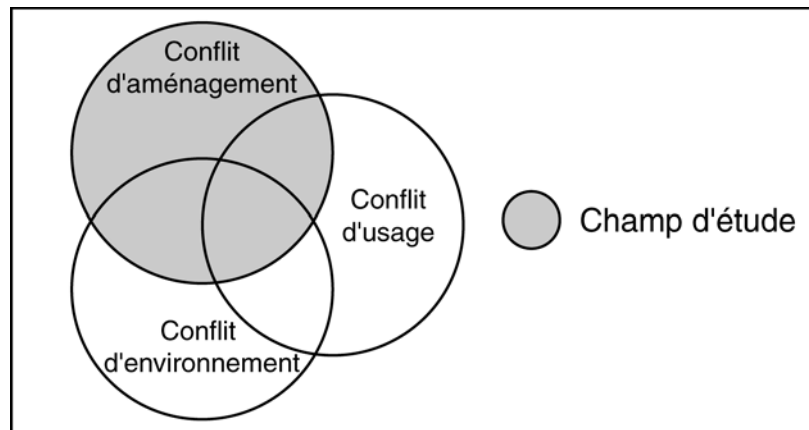 Conflit
d'aménagement
Conflit
d'usage
Champ d'étude
Conflit
d'environnement